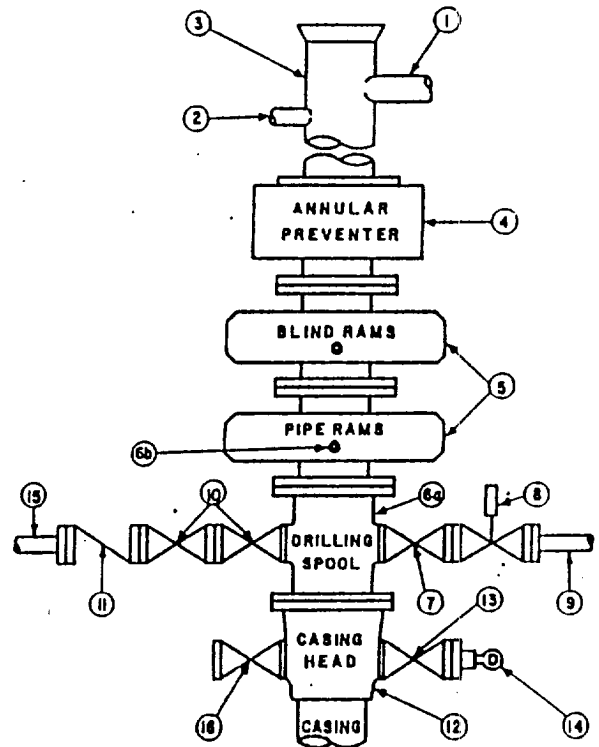 3
1
2
ANNULAR
PREVENTER
4
BLIND RAMS
5
PIPE RAMS
6b
15
10
6a
8
DRILLING
SPOOL
11
7
13
9
CASING
HEAD
16
12
14
CASING